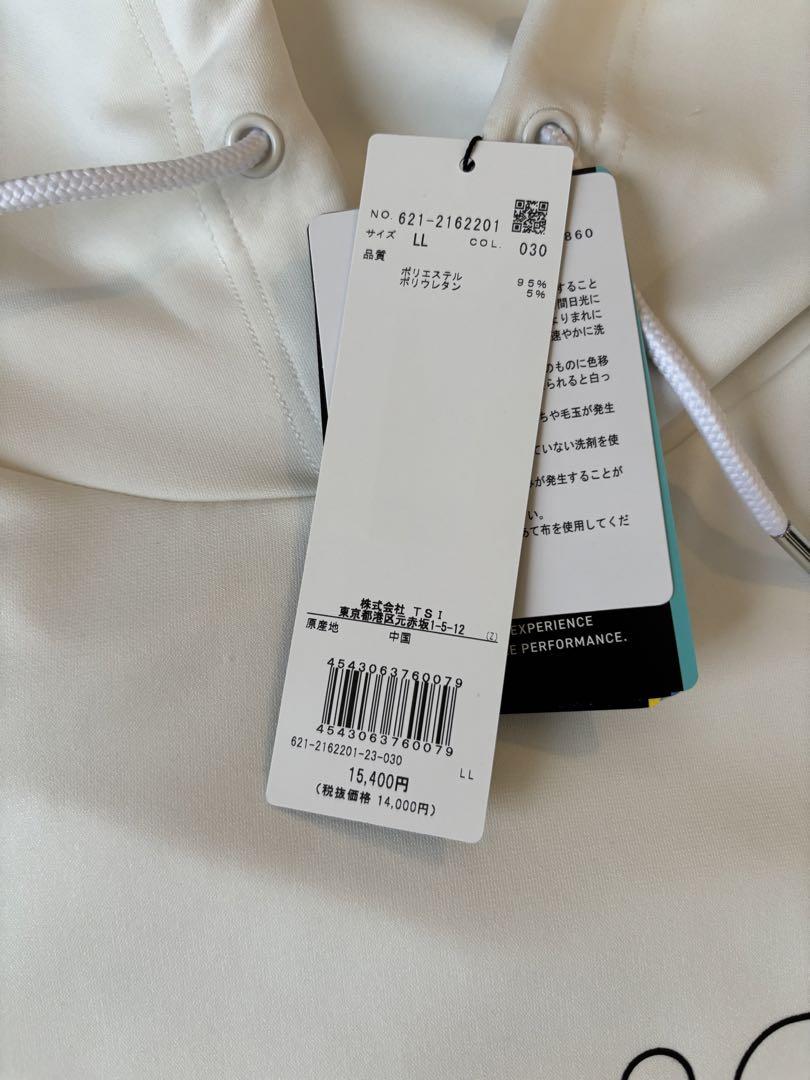 NO. 621-2162201
サイズ LL COL. 030
品質
ポリエステル 95%
ポリウレタン 5%
株式会社 TSI
東京都港区元赤坂1-5-12 (Z)
原産地 中国
4543063760079
4543063760079
621-2162201-23-030
LL
15,400円
(税抜価格 14,000円)
860
すること
間日光に
よりまれに
速やかに洗
のものに色移
られると白っ
ちや毛玉が発生
ていない洗剤を使
が発生することが
い。
て布を使用してくだ
EXPERIENCE
E PERFORMANCE.